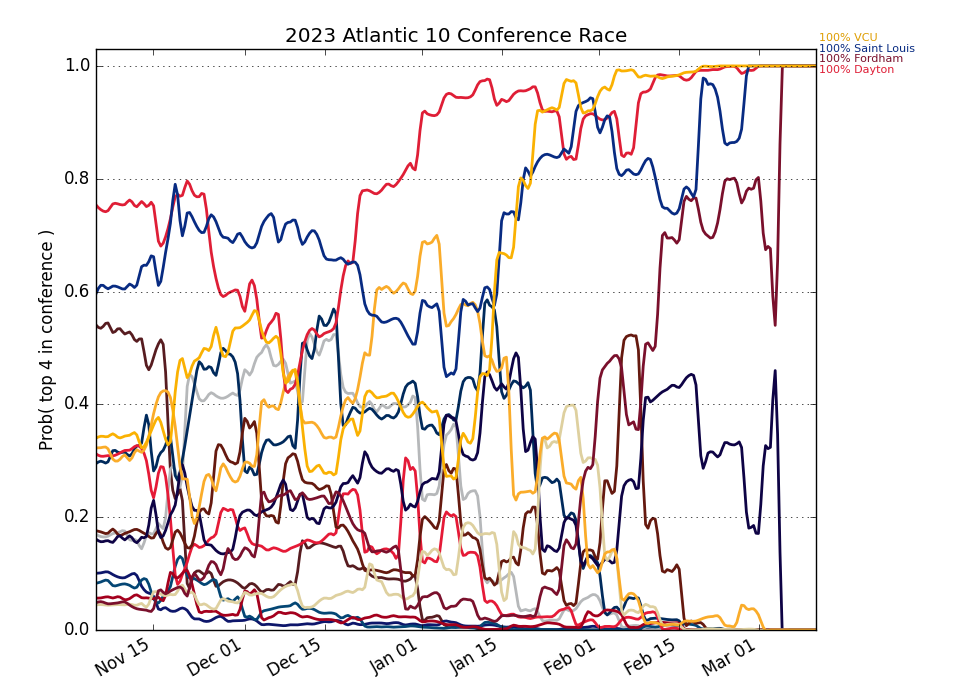 2023 Atlantic 10 Conference Race
100% VCU
100% Saint Louis
100% Fordham
100% Dayton
Prob( top 4 in conference )
1.0
0.8
0.6
0.4
0.2
0.0
Nov 15 Dec 01 Dec 15 Jan 01 Jan 15 Feb 01 Feb 15 Mar 01